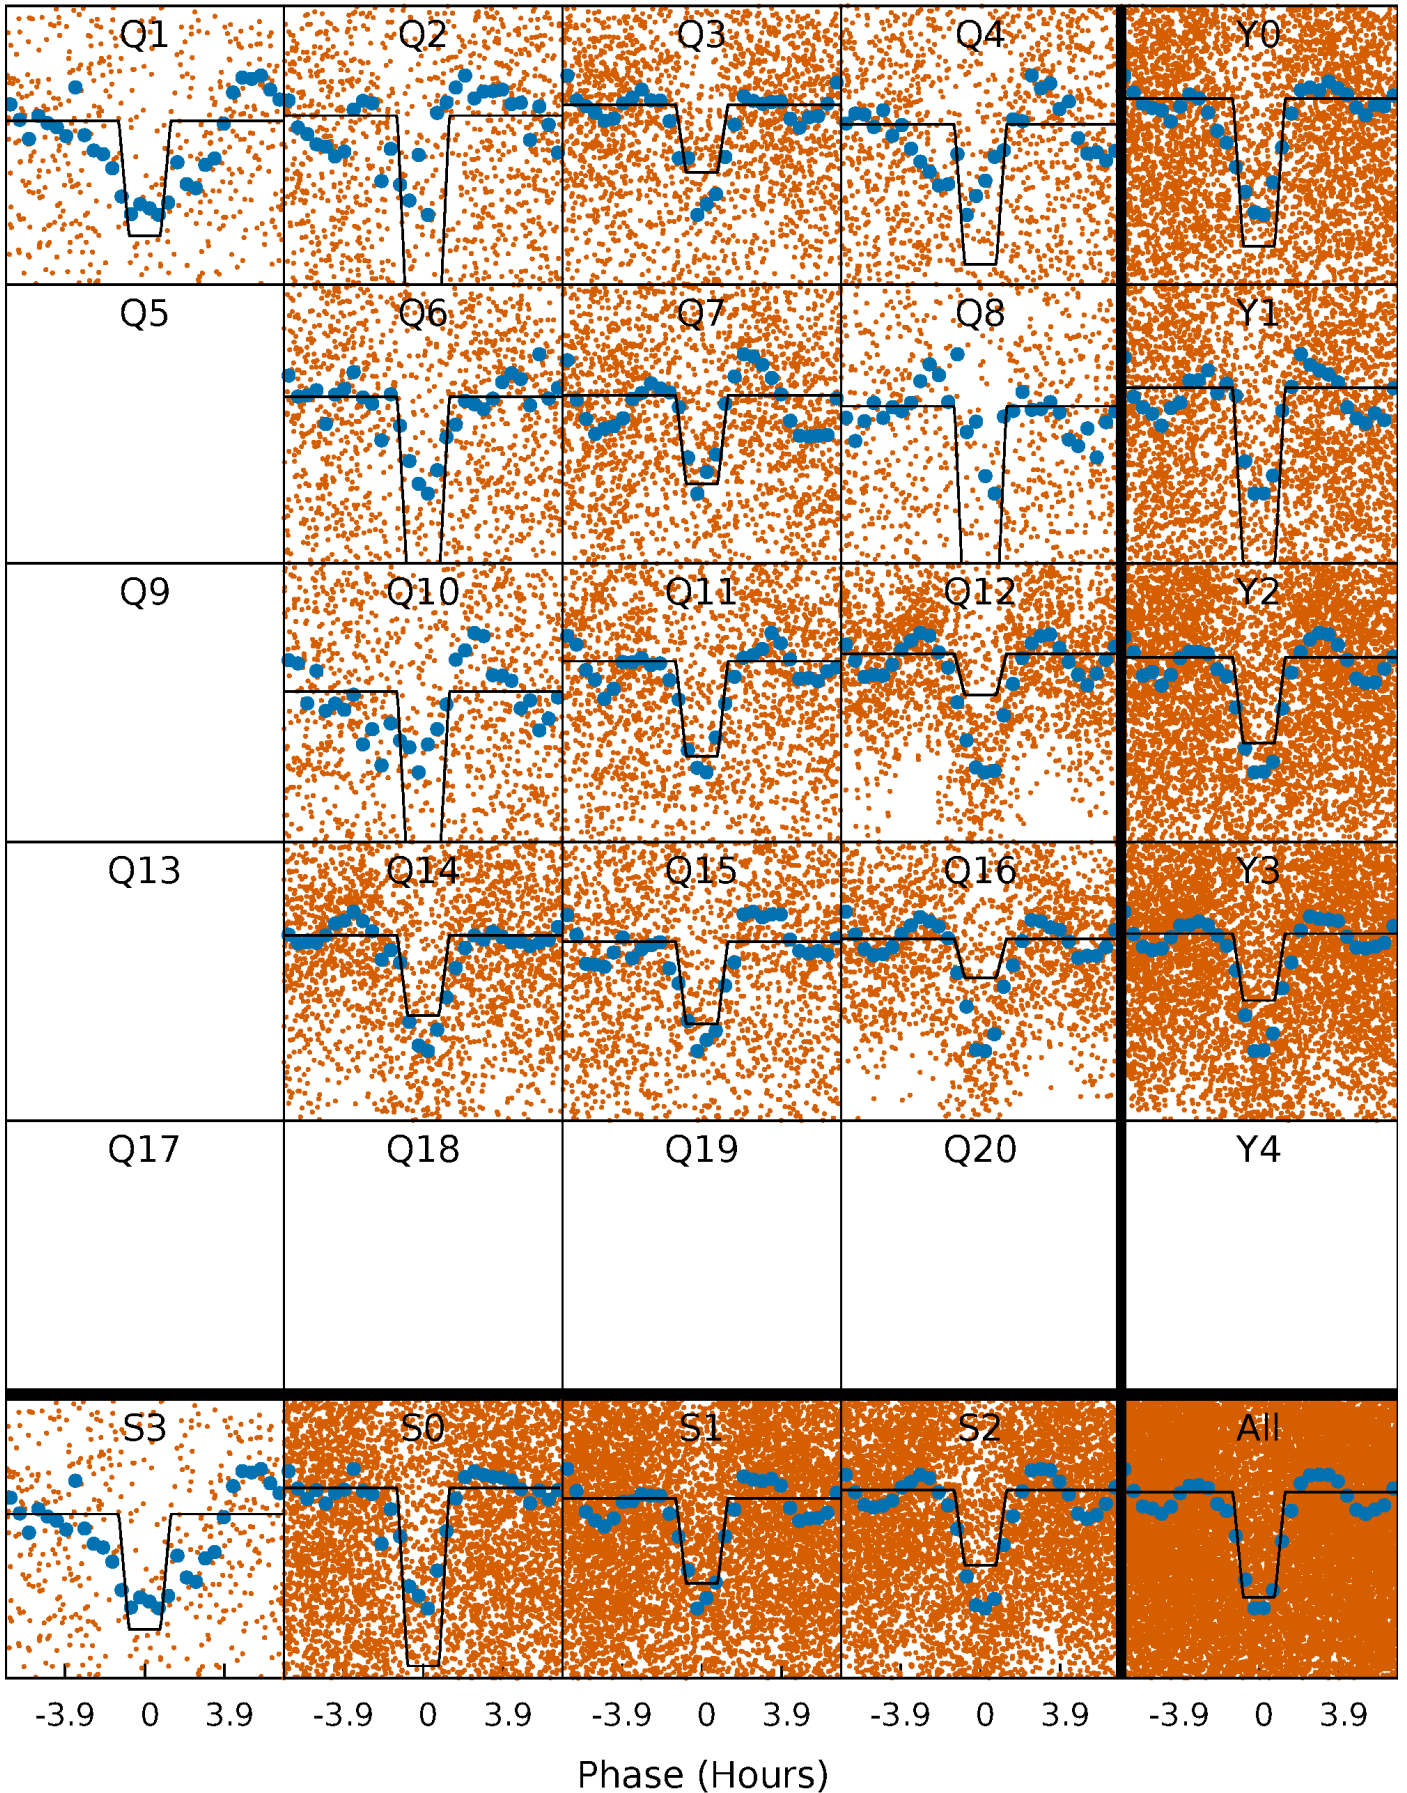 Q1 Q2 Q3 Q4 Y0
Q5 Q6 Q7 Q8 Y1
Q9 Q10 Q11 Q12 Y2
Q13 Q14 Q15 Q16 Y3
Q17 Q18 Q19 Q20 Y4
S3 S0 S1 S2 All
-3.9 0 3.9 -3.9 0 3.9 -3.9 0 3.9 -3.9 0 3.9 -3.9 0 3.9
Phase (Hours)